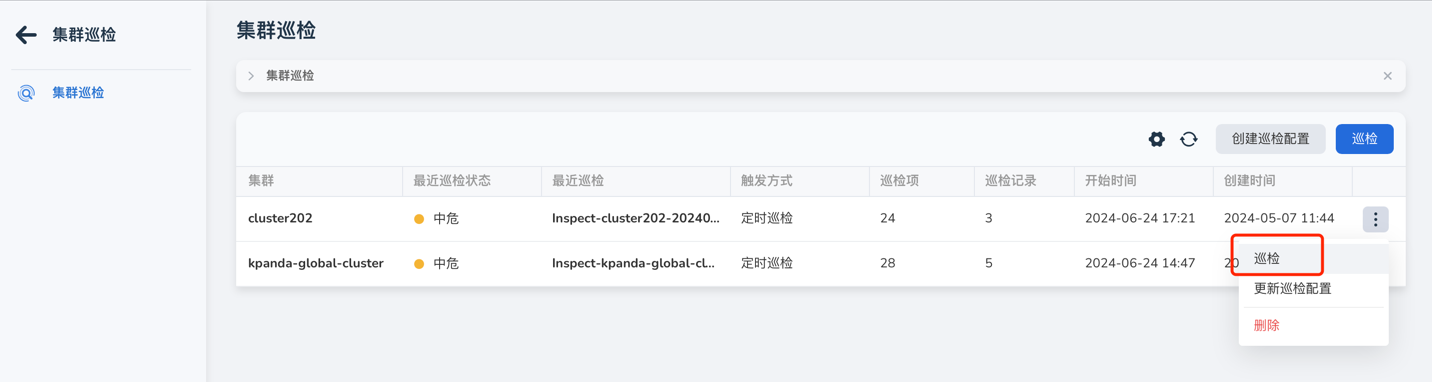 集群巡检
集群巡检
集群巡检
集群巡检
创建巡检配置 巡检
集群 最近巡检状态 最近巡检 触发方式 巡检项 巡检记录 开始时间 创建时间
cluster202 中危 Inspect-cluster202-20240... 定时巡检 24 3 2024-06-24 17:21 2024-05-07 11:44
kpanda-global-cluster 中危 Inspect-kpanda-global-cl... 定时巡检 28 5 2024-06-24 14:47 20
巡检
更新巡检配置
删除